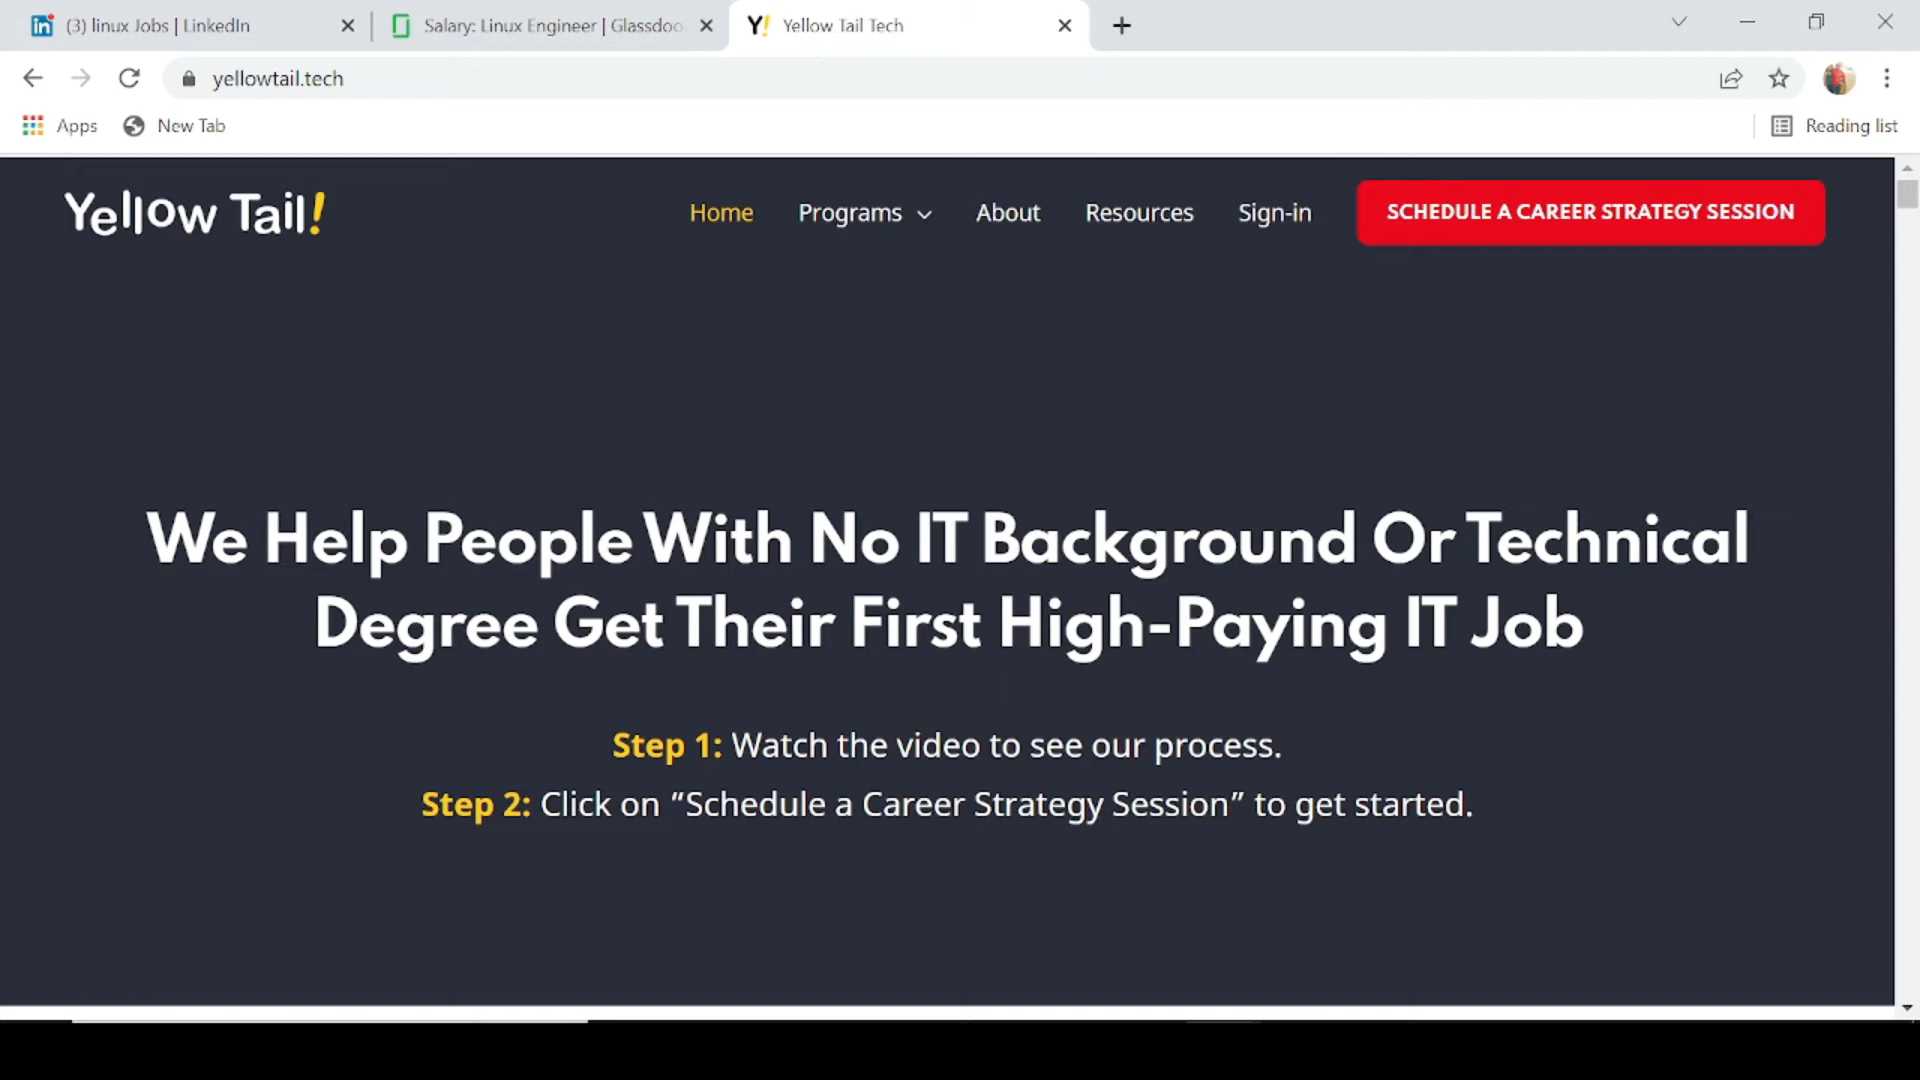 (3) linux Jobs | LinkedIn
Salary: Linux Engineer | Glassdoo
Y! Yellow Tail Tech
yellowtail.tech
Apps
New Tab
Reading list
Yellow Tail!
Home
Programs
About
Resources
Sign-in
SCHEDULE A CAREER STRATEGY SESSION
We Help People With No IT Background Or Technical
Degree Get Their First High-Paying IT Job
Step 1: Watch the video to see our process.
Step 2: Click on “Schedule a Career Strategy Session” to get started.